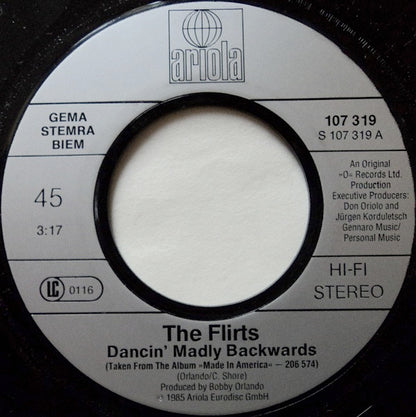 ariola
GEMA
STEMRA
BIEM
107 319
S 107 319 A
45
3:17
An Original
»O« Records Ltd.
Production
Executive Producers:
Don Oriolo and
Jürgen Korduletsch
Gennaro Music/
Personal Music
LC 0116
HI-FI
STEREO
The Flirts
Dancin' Madly Backwards
(Taken From The Album »Made In America« – 206 574)
(Orlando/C. Shore)
Produced by Bobby Orlando
℗ 1985 Ariola Eurodisc GmbH